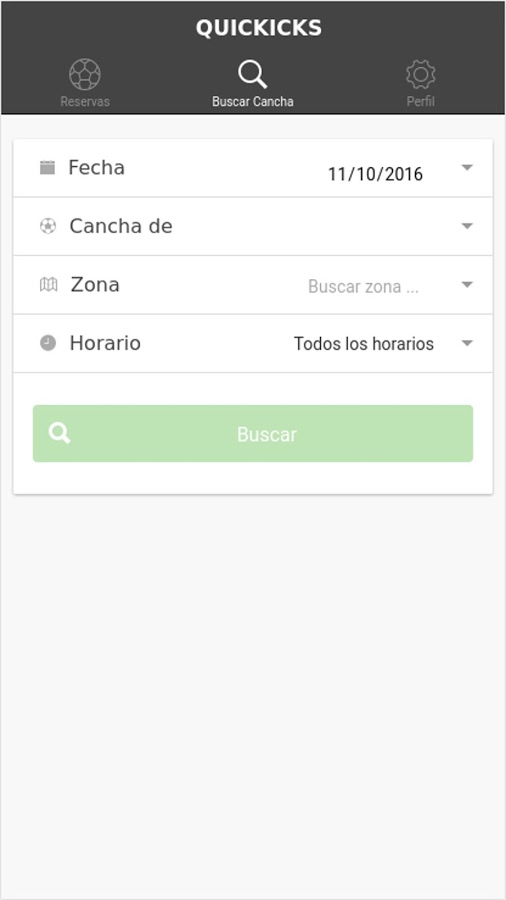 QUICKICKS
Reservas
Buscar Cancha
Perfil
Fecha 11/10/2016
Cancha de
Zona Buscar zona ...
Horario Todos los horarios
Buscar